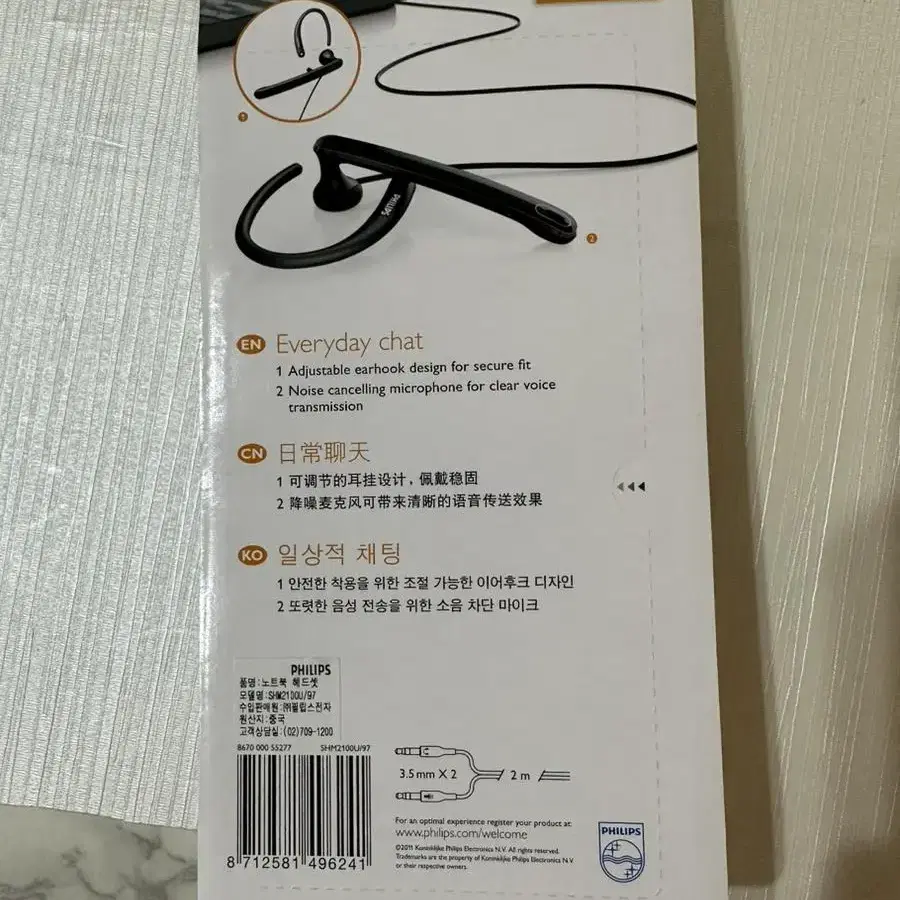 1
PHILIPS
2
EN Everyday chat
1 Adjustable earhook design for secure fit
2 Noise cancelling microphone for clear voice
transmission
CN 日常聊天
1 可调节的耳挂设计，佩戴稳固
2 降噪麦克风可带来清晰的语音传送效果
KO 일상적 채팅
1 안전한 착용을 위한 조절 가능한 이어후크 디자인
2 또렷한 음성 전송을 위한 소음 차단 마이크
PHILIPS
품명:노트북 헤드셋
모델명:SHM2100U/97
수입판매원:㈜필립스전자
원산지:중국
고객상담실:(02)709-1200
8670 000 55277 SHM2100U/97
8 712581 496241
3.5 mm X 2 2 m
For an optimal experience register your product at:
www.philips.com/welcome
©2011 Koninklijke Philips Electronics N.V. All rights reserved.
Trademarks are the property of Koninklijke Philips Electronics N.V.
or their respective owners.
PHILIPS